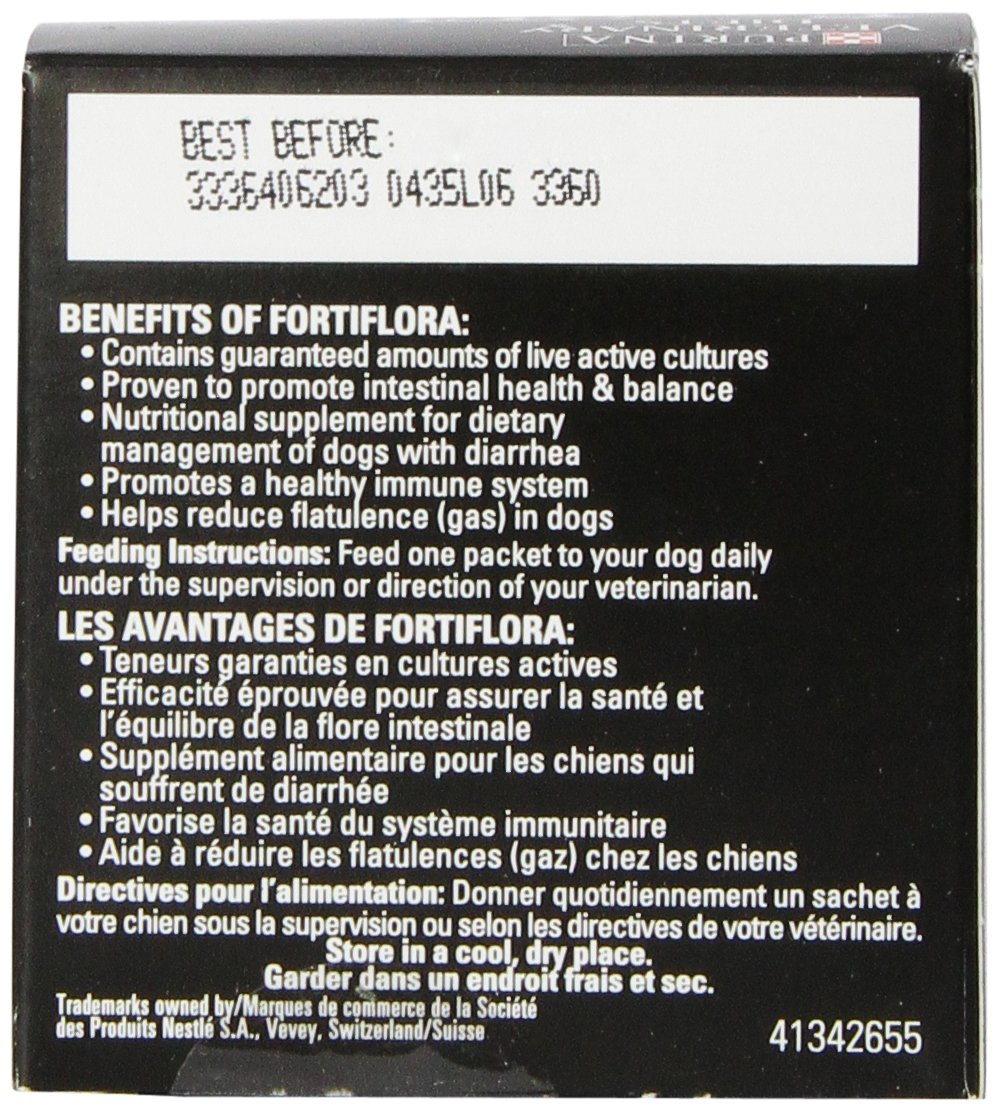 PURINA
VETERINARY
BEST BEFORE:
3336406203 0435L06 3360
BENEFITS OF FORTIFLORA:
• Contains guaranteed amounts of live active cultures
• Proven to promote intestinal health & balance
• Nutritional supplement for dietary
management of dogs with diarrhea
• Promotes a healthy immune system
• Helps reduce flatulence (gas) in dogs
Feeding Instructions: Feed one packet to your dog daily
under the supervision or direction of your veterinarian.
LES AVANTAGES DE FORTIFLORA:
• Teneurs garanties en cultures actives
• Efficacité éprouvée pour assurer la santé et
l'équilibre de la flore intestinale
• Supplément alimentaire pour les chiens qui
souffrent de diarrhée
• Favorise la santé du système immunitaire
• Aide à réduire les flatulences (gaz) chez les chiens
Directives pour l'alimentation: Donner quotidiennement un sachet à
votre chien sous la supervision ou selon les directives de votre vétérinaire.
Store in a cool, dry place.
Garder dans un endroit frais et sec.
Trademarks owned by/Marques de commerce de la Société
des Produits Nestlé S.A., Vevey, Switzerland/Suisse
41342655